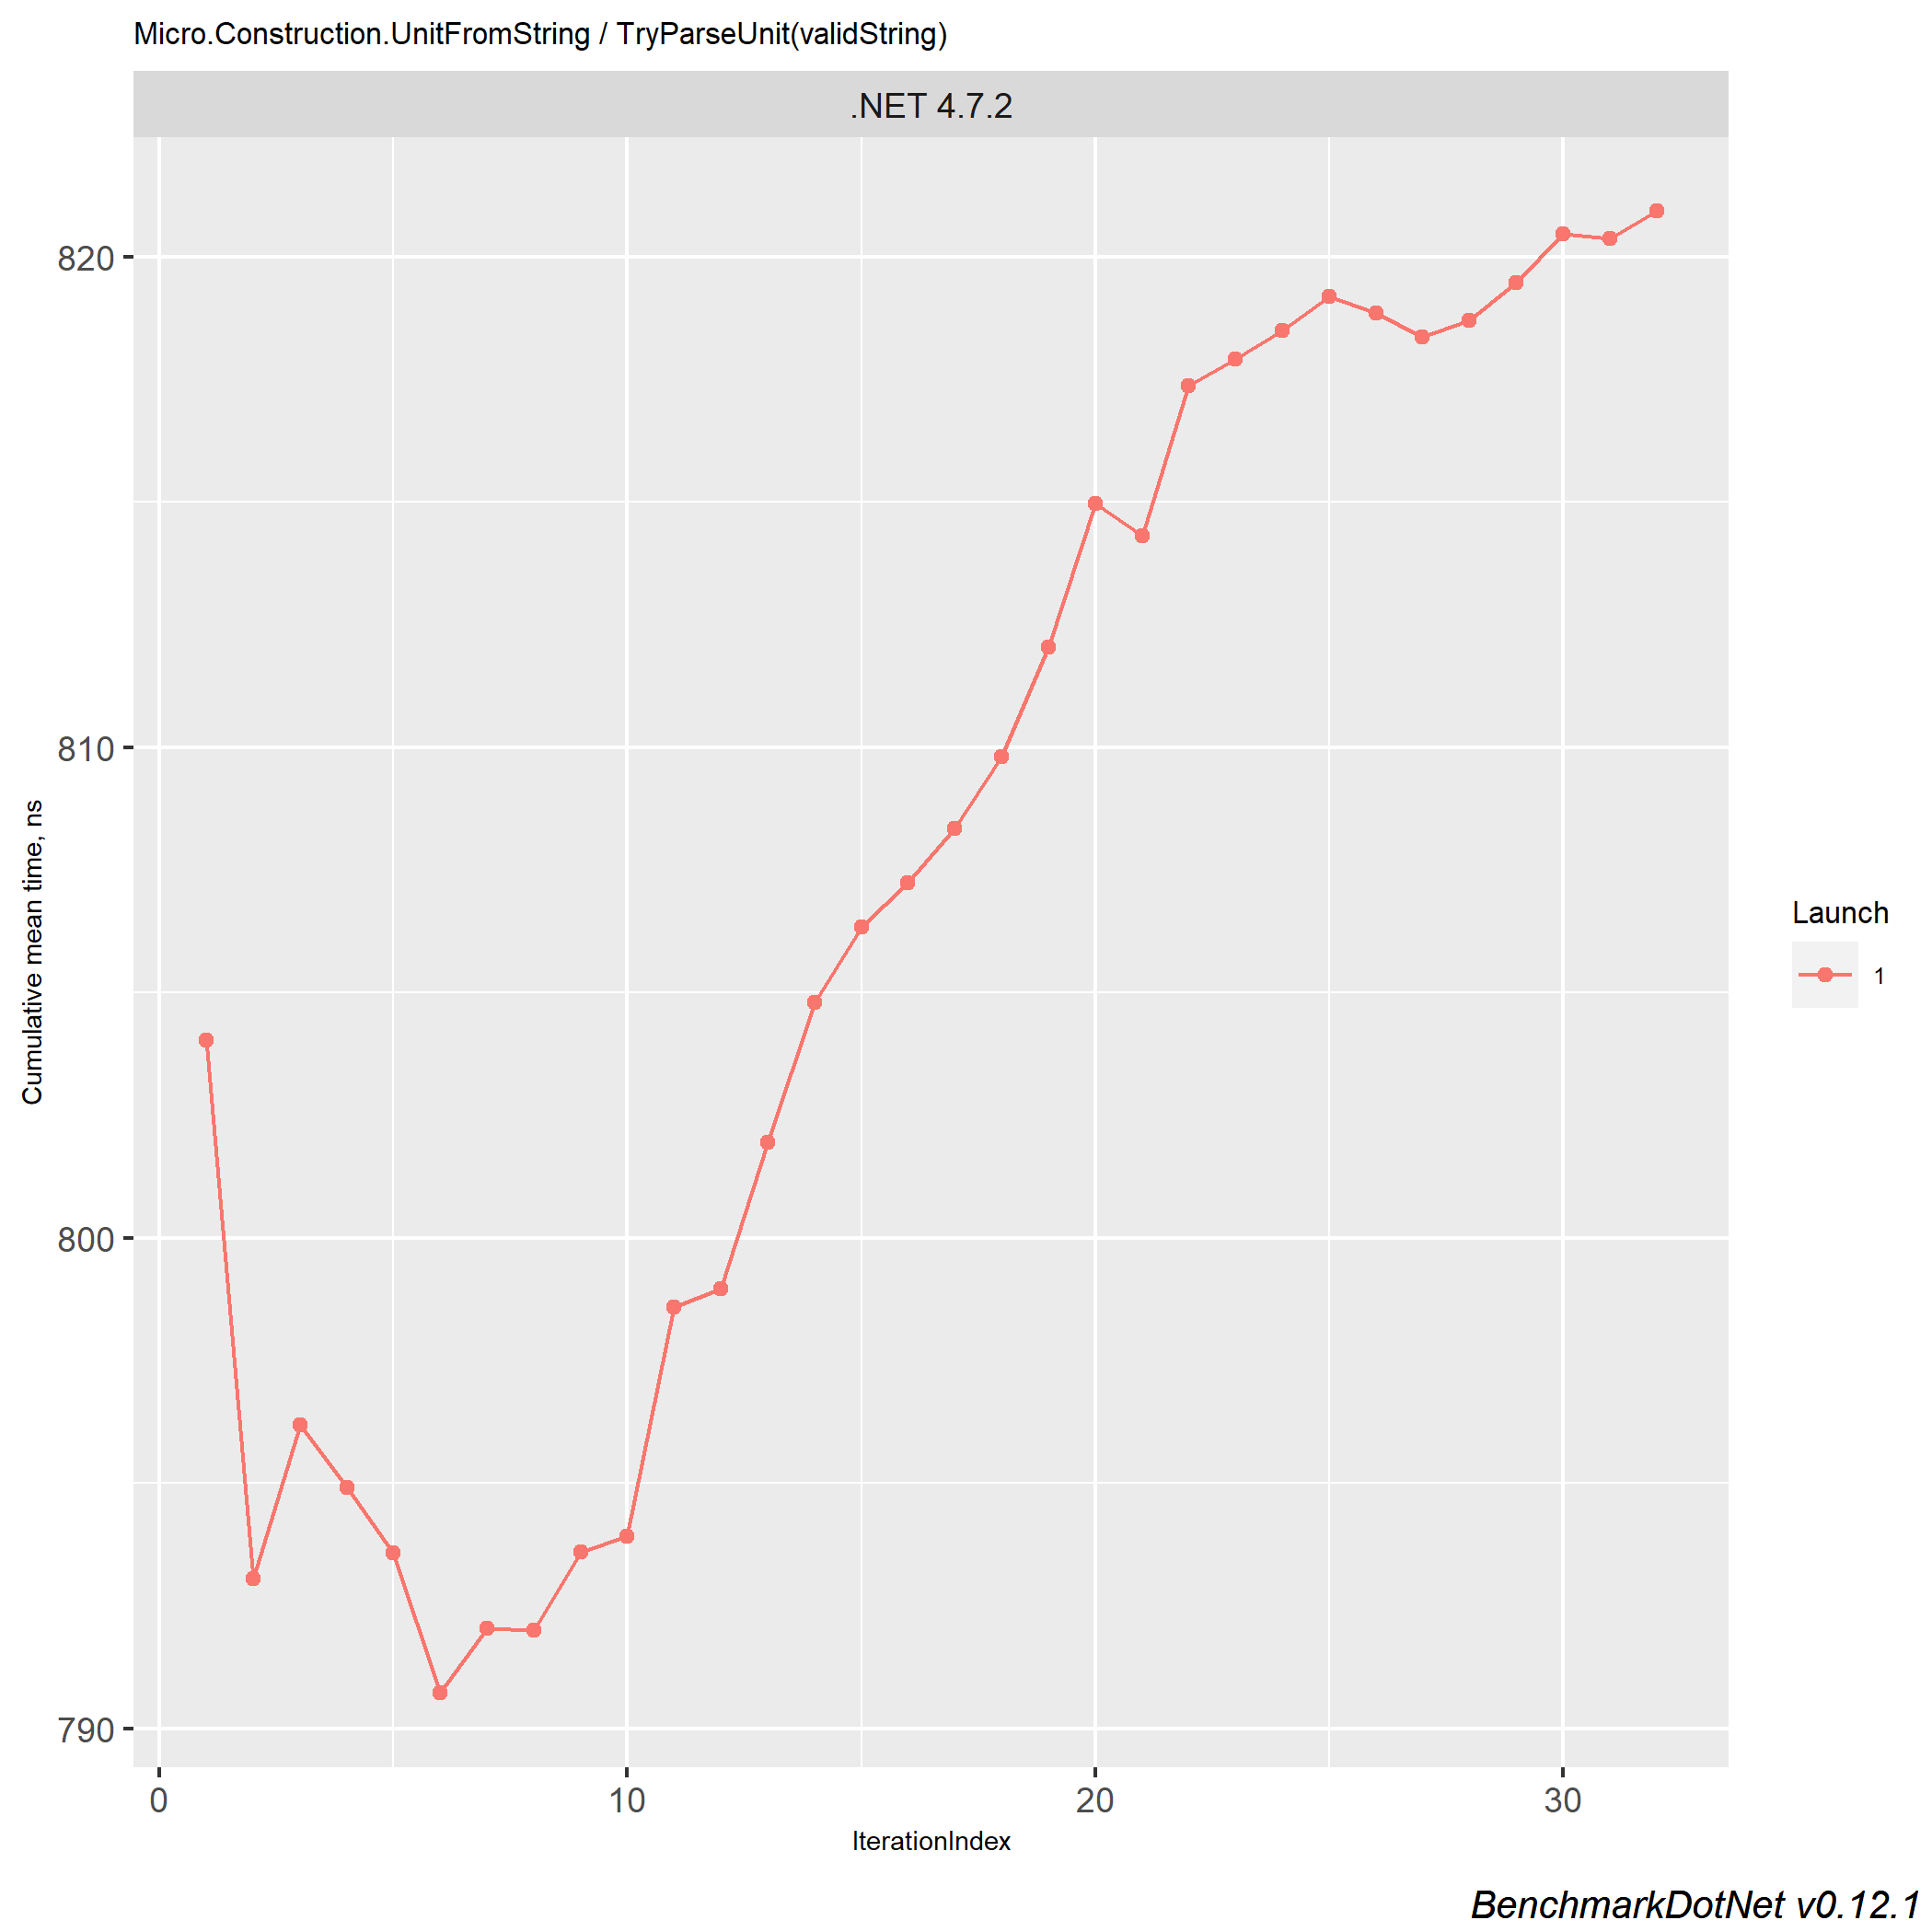 Micro.Construction.UnitFromString / TryParseUnit(validString)
.NET 4.7.2
820
810
800
790
Cumulative mean time, ns
0 10 20 30
IterationIndex
Launch
1
BenchmarkDotNet v0.12.1